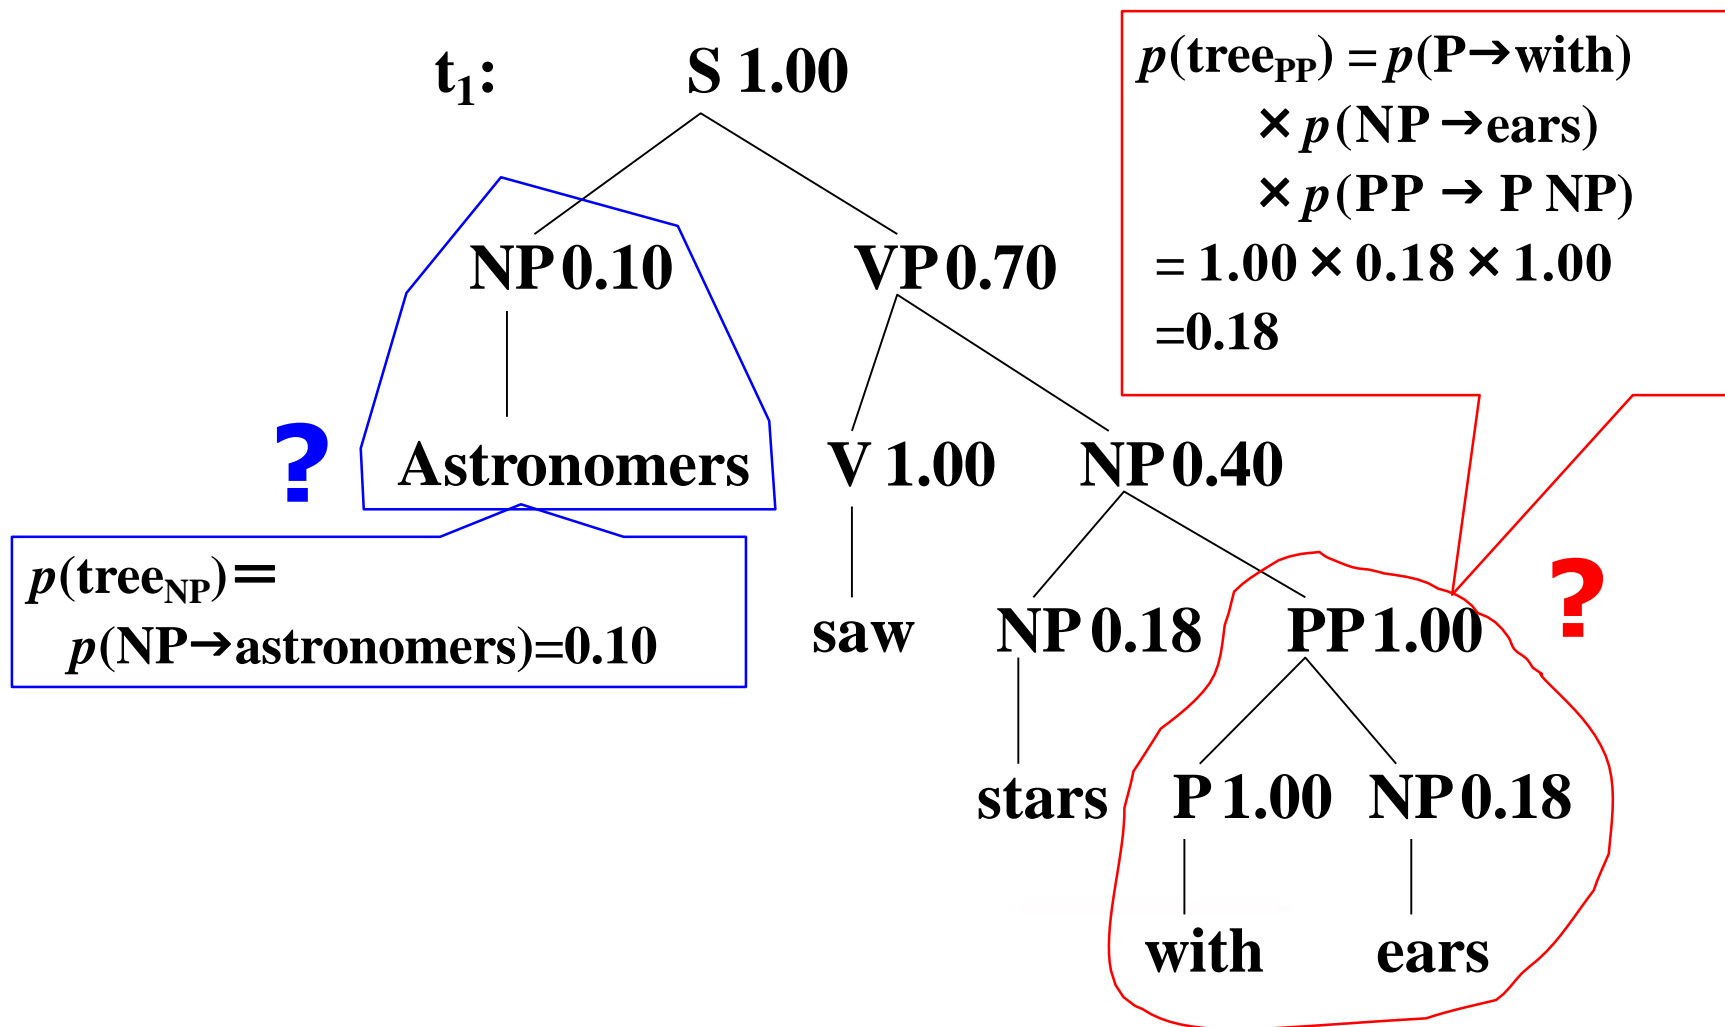 t₁: S 1.00
p(treePP) = p(P→with)
× p(NP →ears)
× p(PP → P NP)
= 1.00 × 0.18 × 1.00
=0.18
NP 0.10 VP 0.70
? Astronomers V 1.00 NP 0.40
p(treeNP)=
p(NP→astronomers)=0.10
saw NP 0.18 PP 1.00 ?
stars P 1.00 NP 0.18
with ears